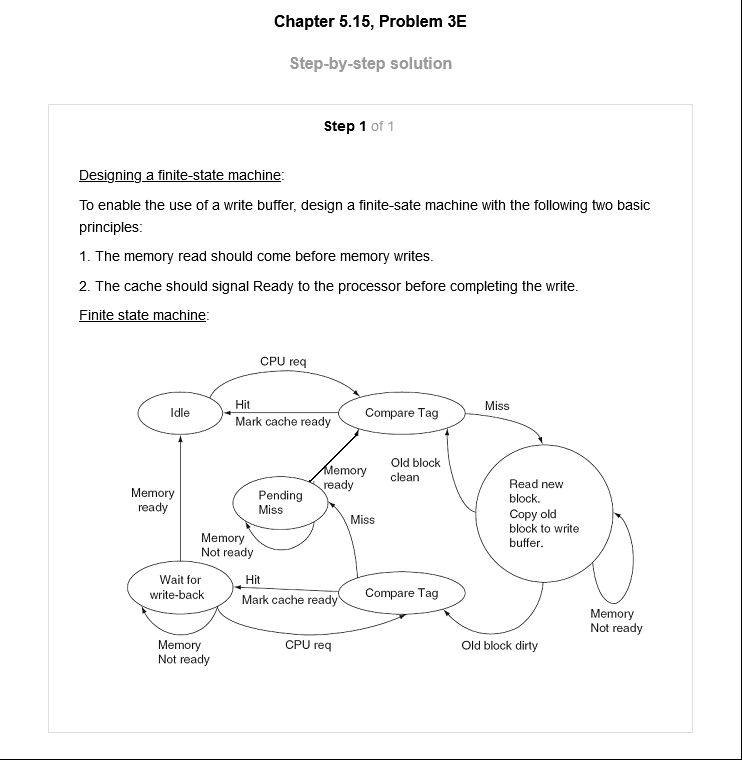 Chapter 5.15, Problem 3E
Step-by-step solution
Step 1 of 1
Designing a finite-state machine:
To enable the use of a write buffer, design a finite-sate machine with the following two basic
principles:
1. The memory read should come before memory writes.
2. The cache should signal Ready to the processor before completing the write.
Finite state machine:
CPU req
Idle
Hit
Mark cache ready
Compare Tag
Miss
Memory
ready
Pending
Miss
Memory
ready
Old block
clean
Read new
block.
Copy old
block to write
buffer.
Miss
Memory
Not ready
Wait for
write-back
Hit
Mark cache ready
Compare Tag
Memory
Not ready
Memory
Not ready
CPU req
Old block dirty